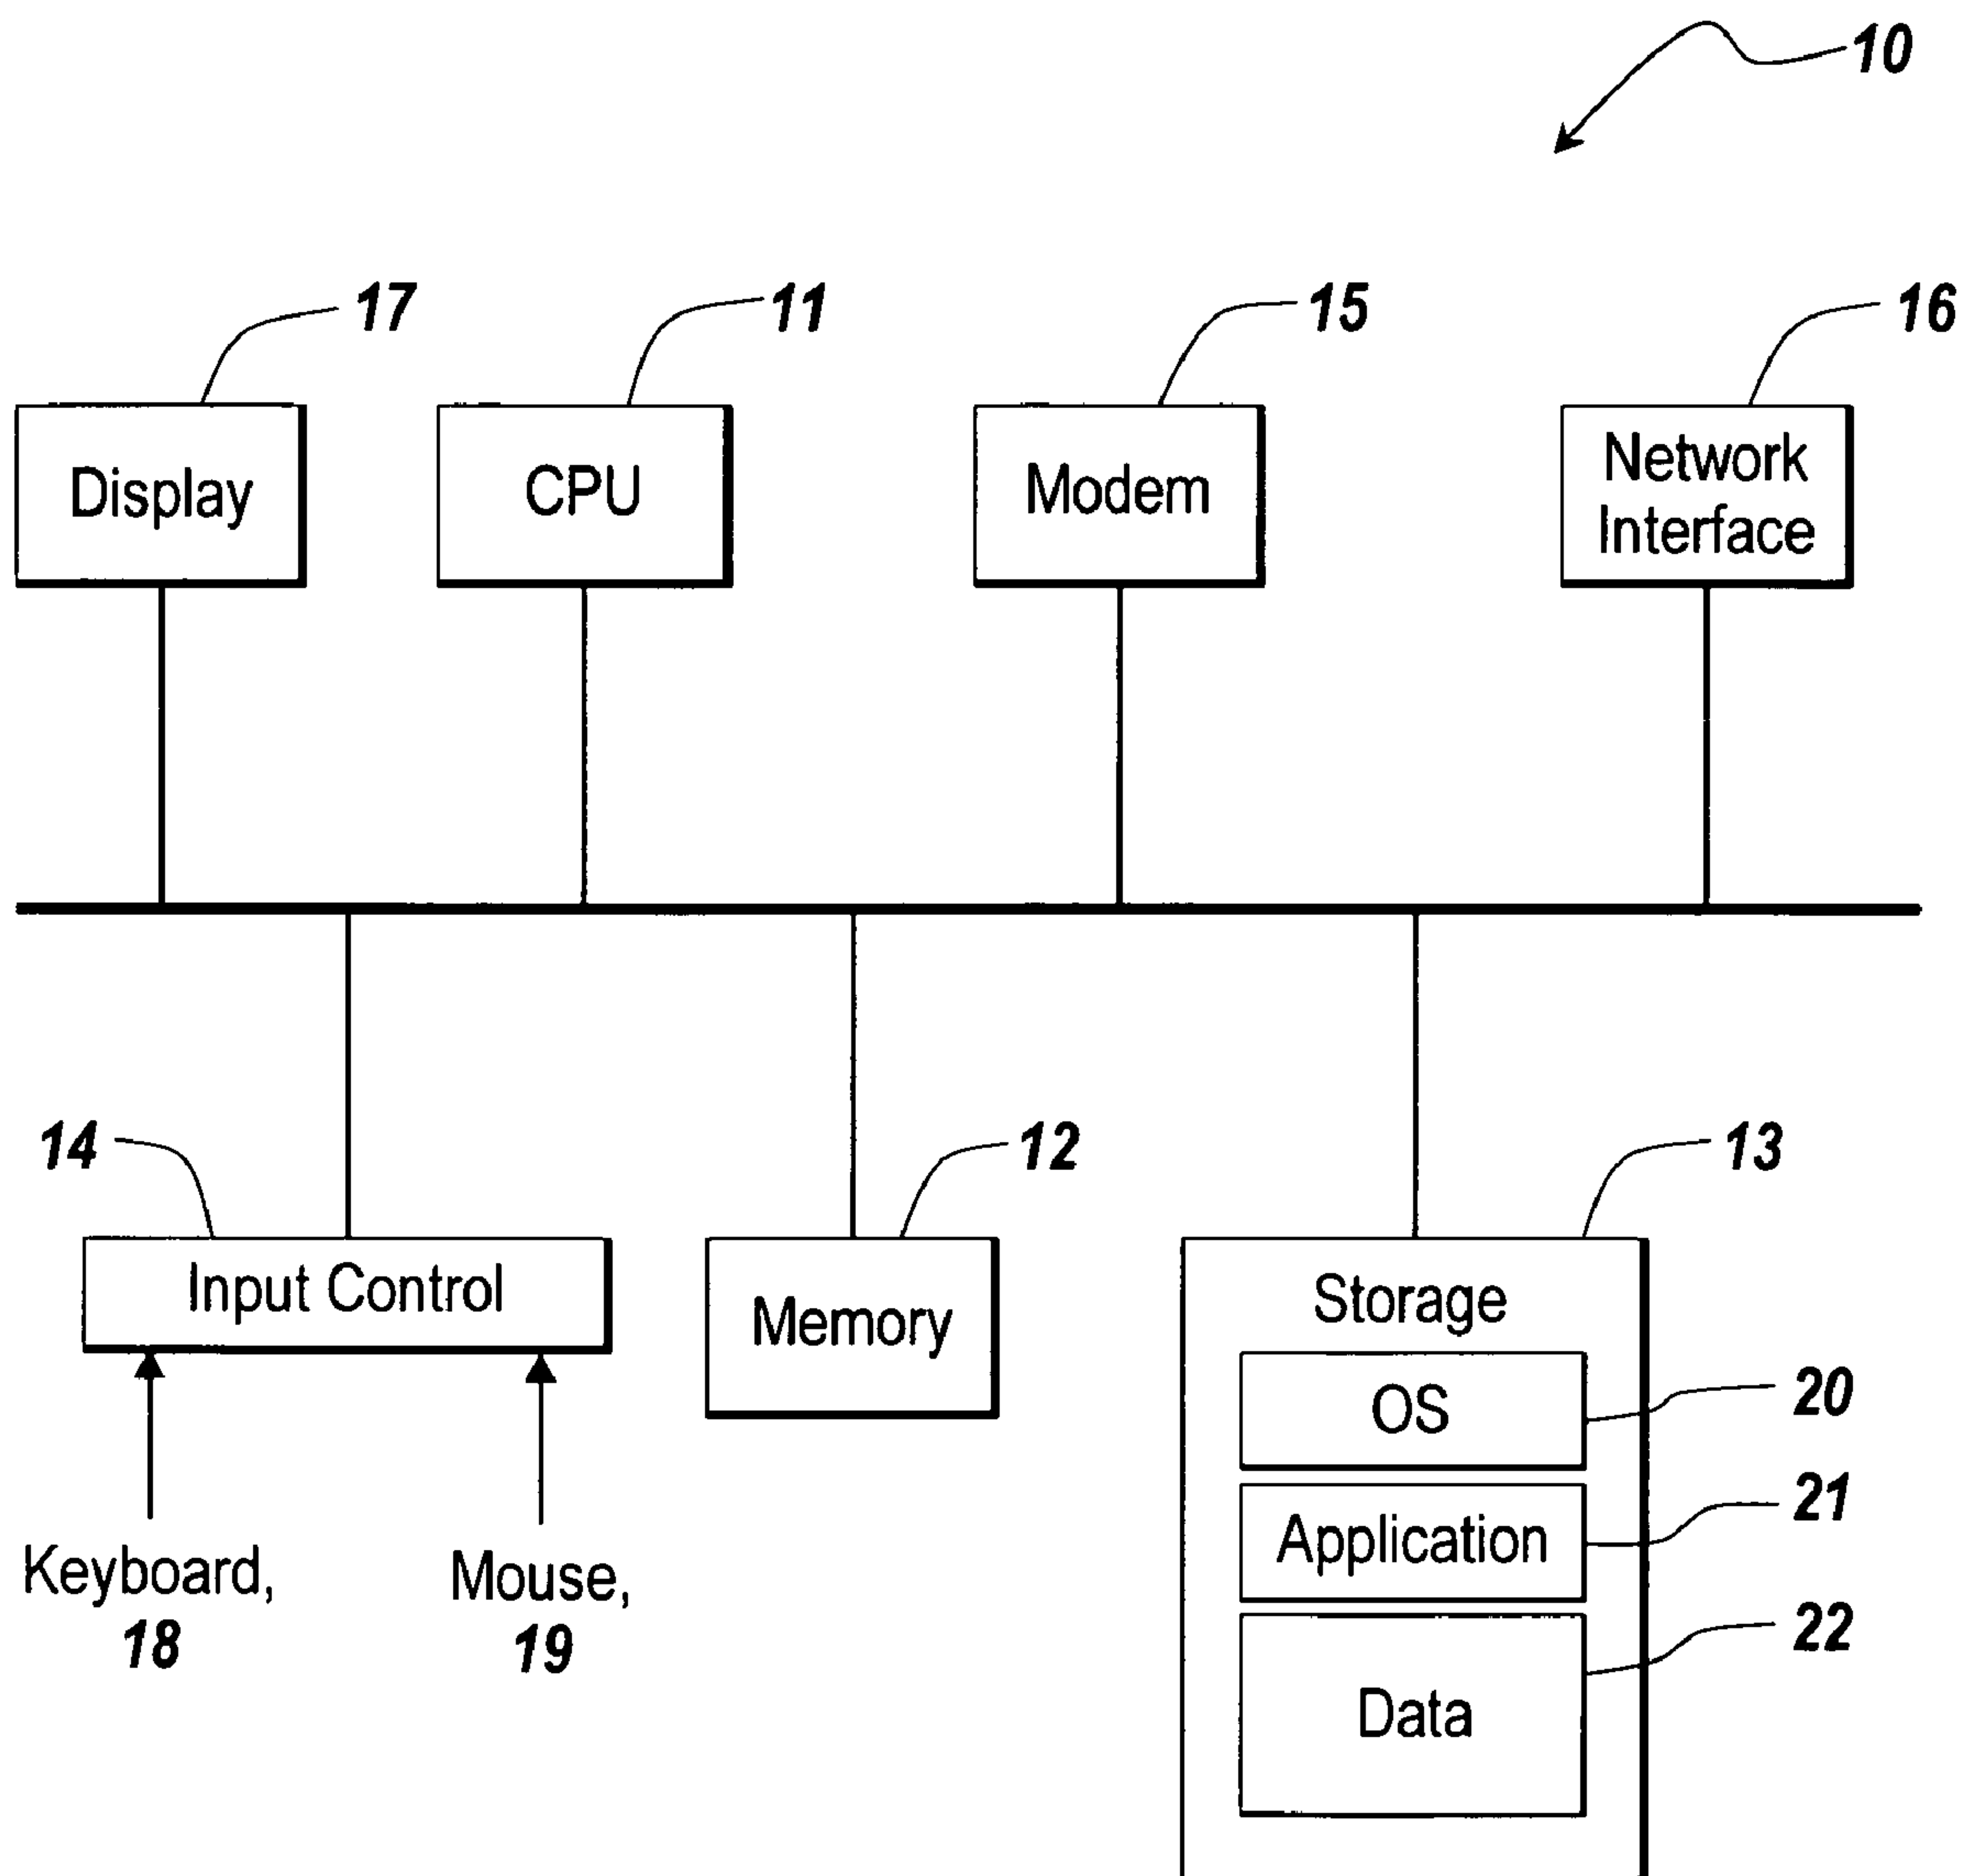 10
17
11
15
16
Display
CPU
Modem
Network
Interface
14
12
13
Input Control
Memory
Storage
OS
20
Application
21
Keyboard,
18
Mouse,
19
22
Data